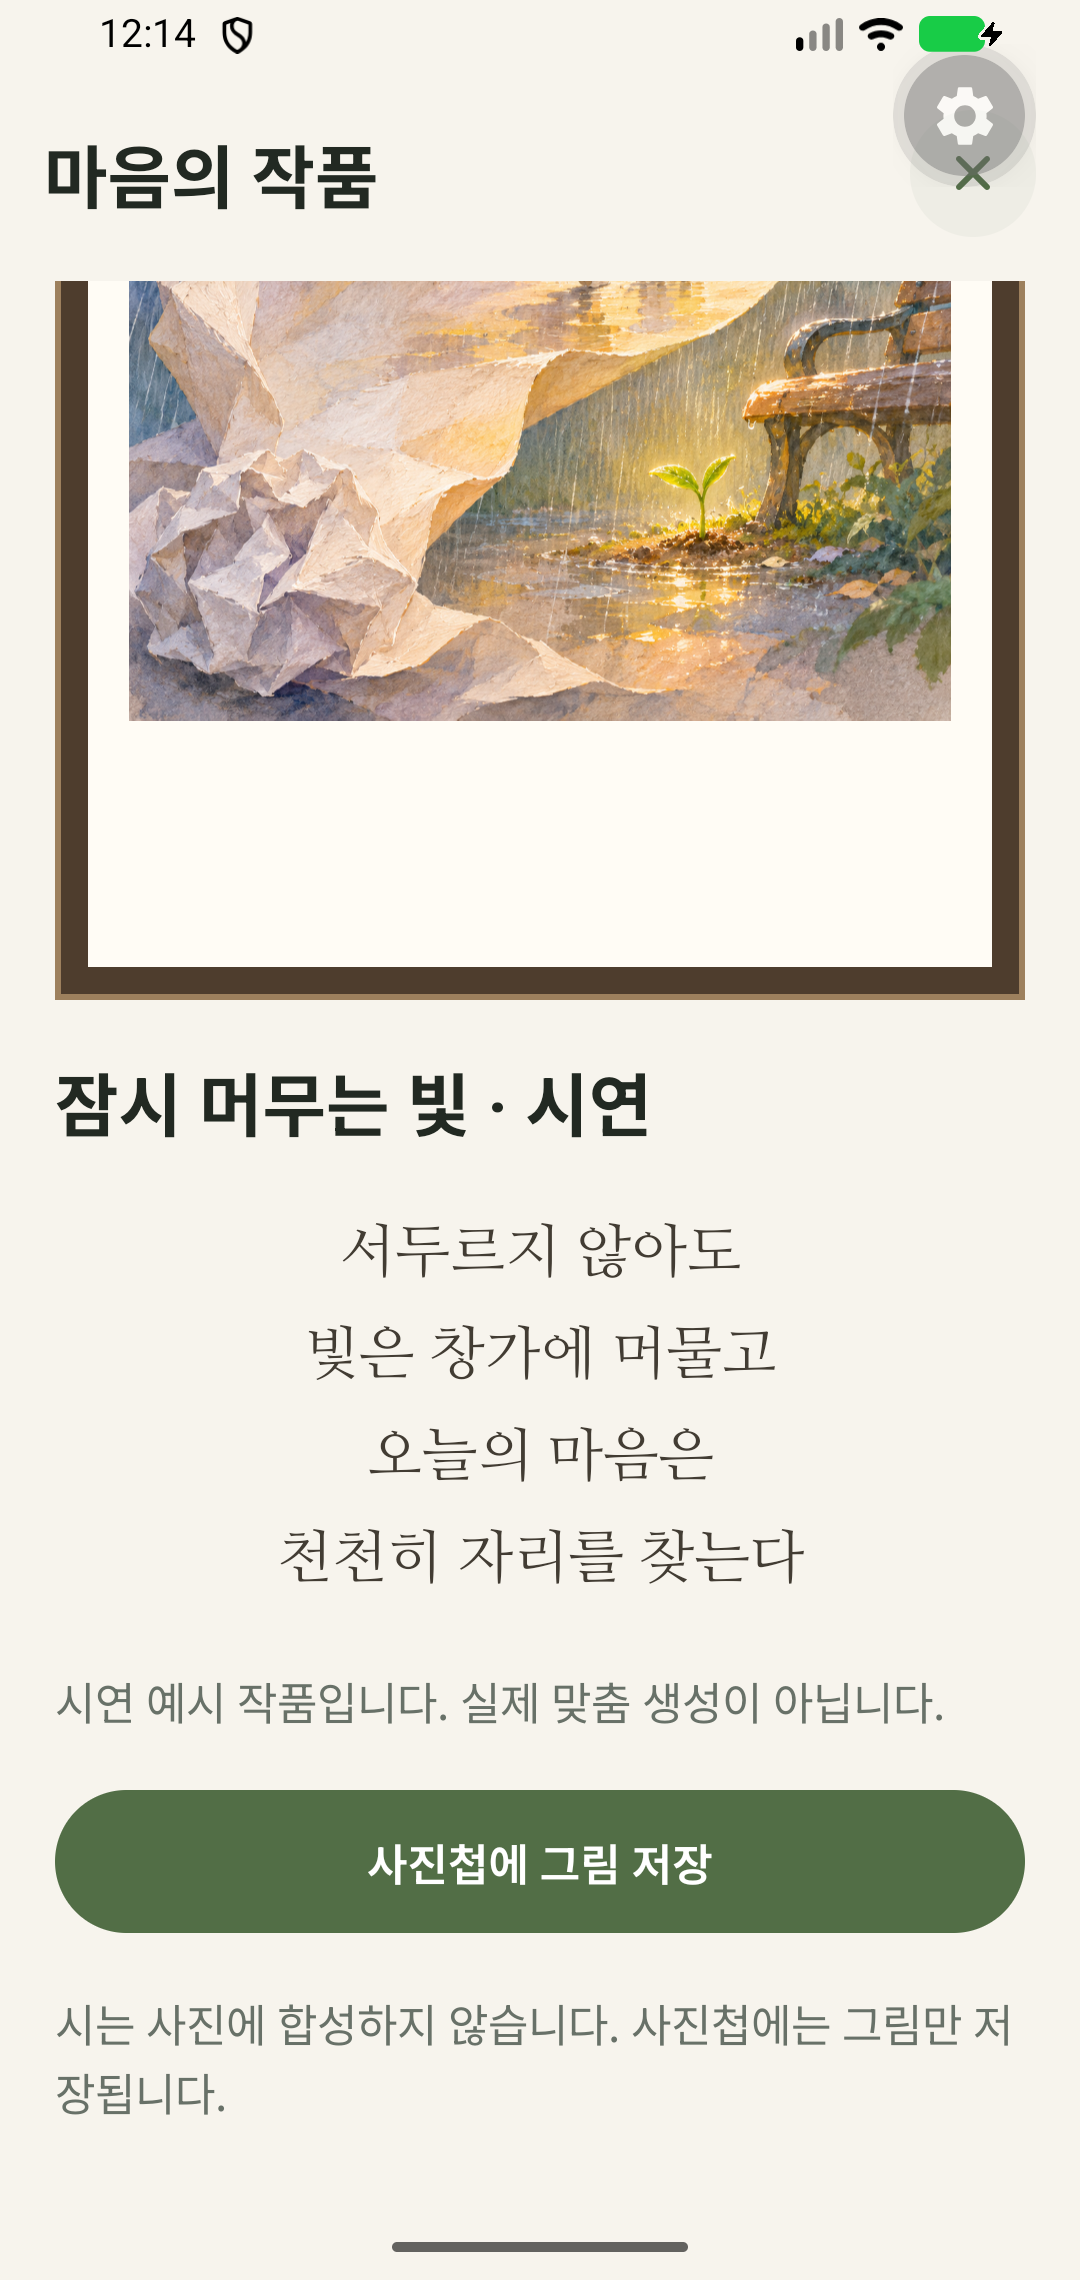 12:14
마음의 작품
잠시 머무는 빛 · 시연
서두르지 않아도
빛은 창가에 머물고
오늘의 마음은
천천히 자리를 찾는다
시연 예시 작품입니다. 실제 맞춤 생성이 아닙니다.
사진첩에 그림 저장
시는 사진에 합성하지 않습니다. 사진첩에는 그림만 저
장됩니다.